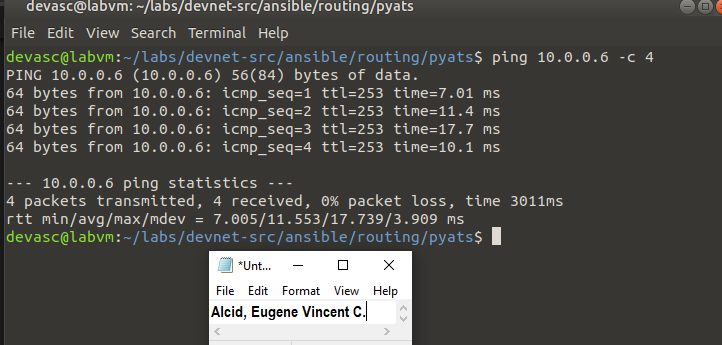 devasc@labvm: ~/labs/devnet-src/ansible/routing/pyats
File Edit View Search Terminal Help
devasc@labvm:~/labs/devnet-src/ansible/routing/pyats$ ping 10.0.0.6 -c 4
PING 10.0.0.6 (10.0.0.6) 56(84) bytes of data.
64 bytes from 10.0.0.6: icmp_seq=1 ttl=253 time=7.01 ms
64 bytes from 10.0.0.6: icmp_seq=2 ttl=253 time=11.4 ms
64 bytes from 10.0.0.6: icmp_seq=3 ttl=253 time=17.7 ms
64 bytes from 10.0.0.6: icmp_seq=4 ttl=253 time=10.1 ms
--- 10.0.0.6 ping statistics ---
4 packets transmitted, 4 received, 0% packet loss, time 3011ms
rtt min/avg/max/mdev = 7.005/11.553/17.739/3.909 ms
devasc@labvm:~/labs/devnet-src/ansible/routing/pyats$
*Unt...
File Edit Format View Help
Alcid, Eugene Vincent C.